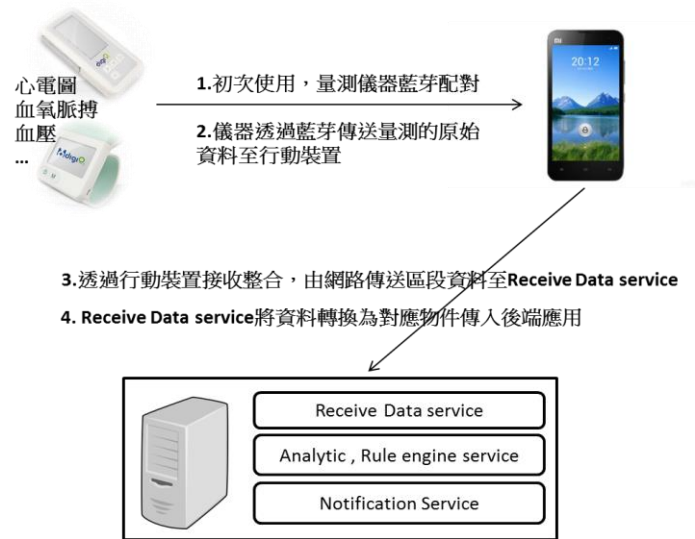 心電圖
血氧脈搏
血壓
...
1.初次使用，量測儀器藍芽配對
2.儀器透過藍芽傳送量測的原始
資料至行動裝置
20:12
3.透過行動裝置接收整合，由網路傳送區段資料至Receive Data service
4. Receive Data service將資料轉換為對應物件傳入後端應用
Receive Data service
Analytic , Rule engine service
Notification Service